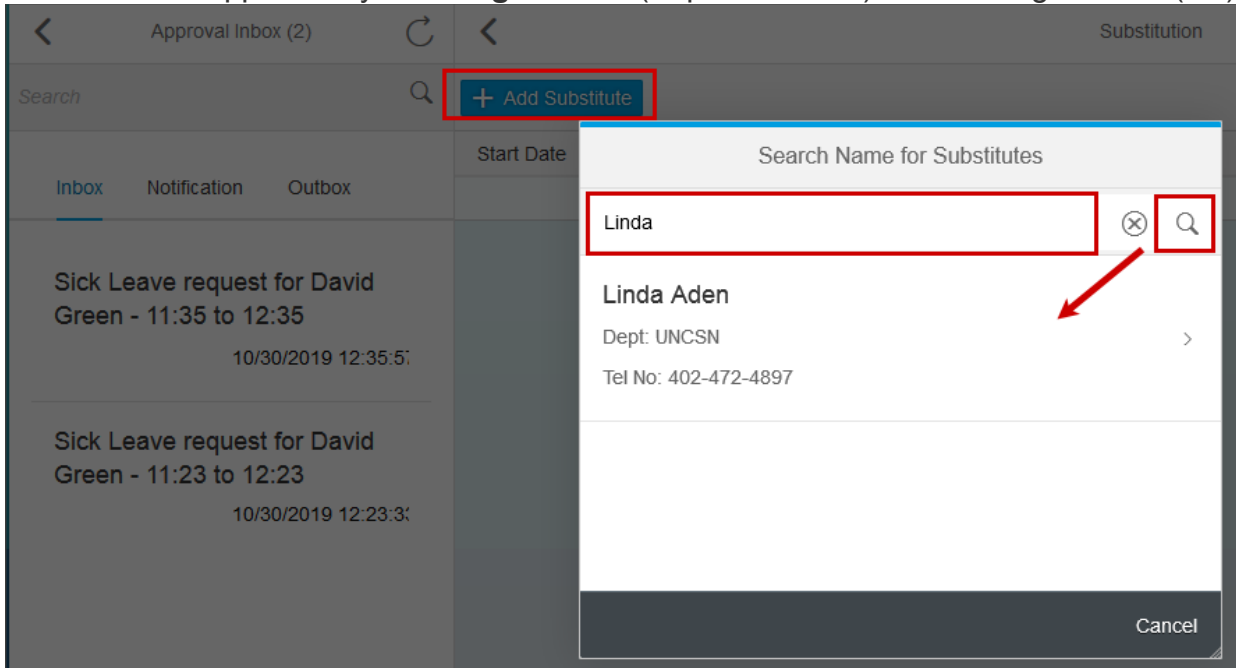 Approval Inbox (2)
Substitution
Search
+ Add Substitute
Start Date
Search Name for Substitutes
Inbox Notification Outbox
Linda
Sick Leave request for David
Green - 11:35 to 12:35
10/30/2019 12:35:57
Linda Aden
Dept: UNCSN
Tel No: 402-472-4897
Sick Leave request for David
Green - 11:23 to 12:23
10/30/2019 12:23:33
Cancel